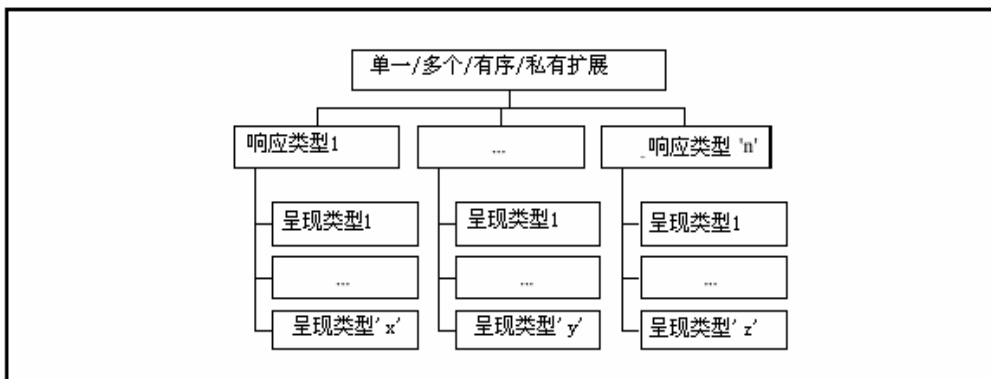 单一/多个/有序/私有扩展
响应类型1
...
响应类型 'n'
呈现类型1
呈现类型1
呈现类型1
...
...
...
呈现类型'x'
呈现类型'y'
呈现类型'z'